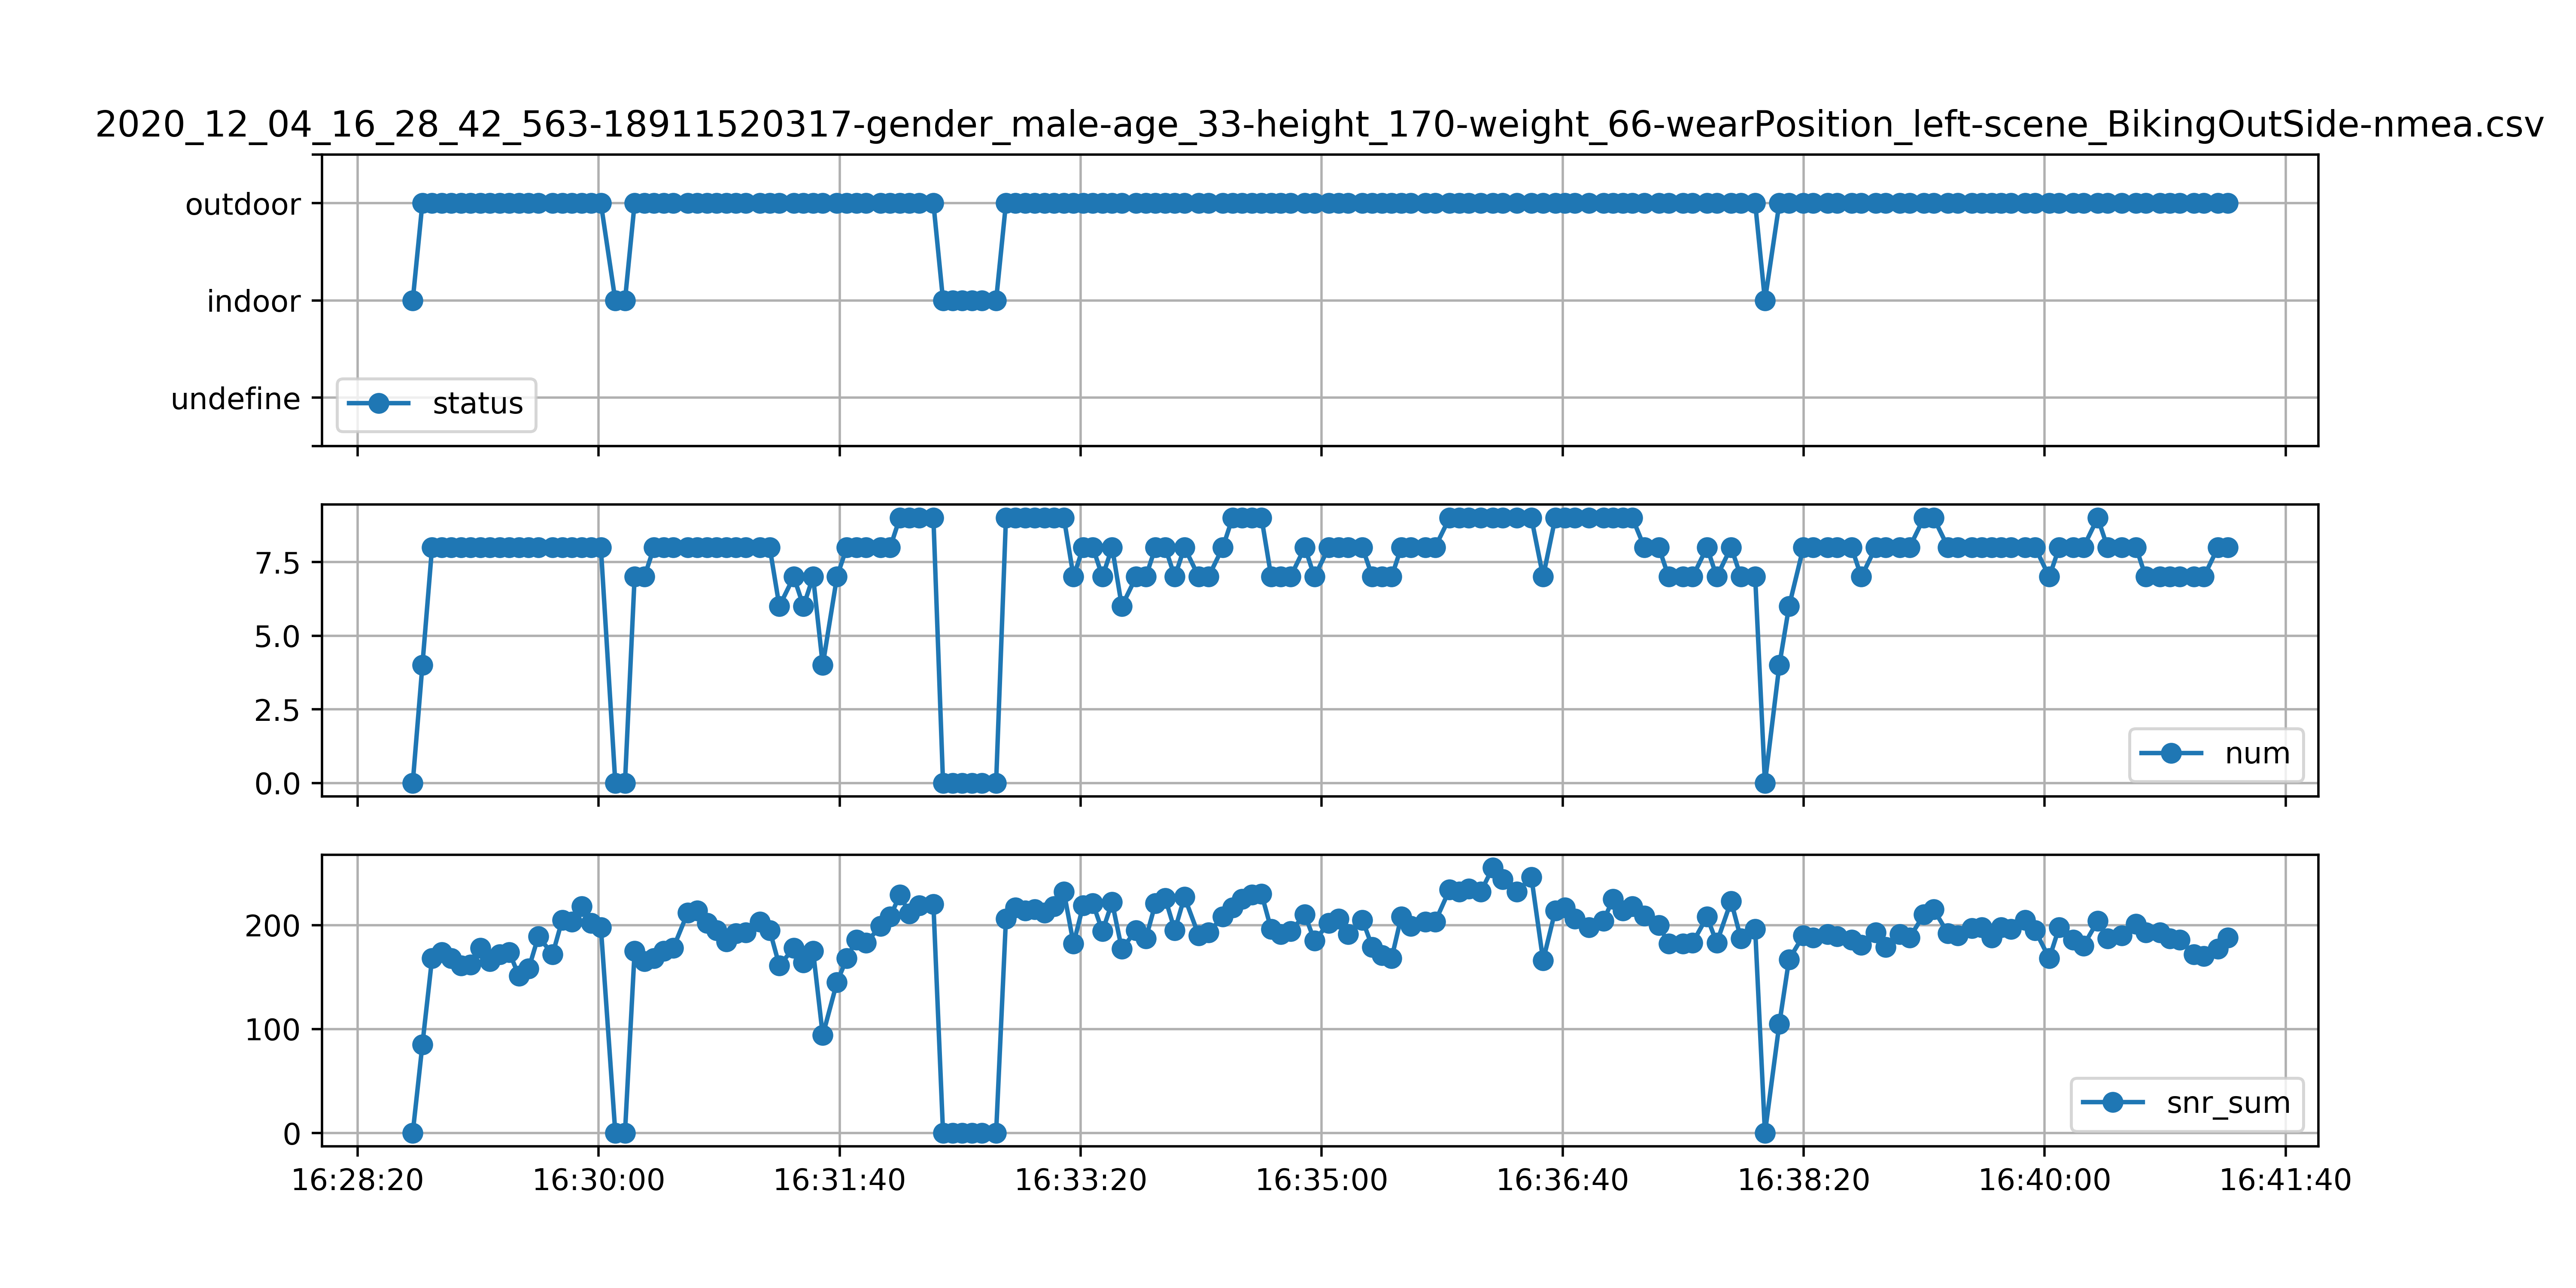 2020_12_04_16_28_42_563-18911520317-gender_male-age_33-height_170-weight_66-wearPosition_left-scene_BikingOutSide-nmea.csv
outdoor
indoor
undefine
status
7.5
5.0
2.5
0.0
num
200
100
0
snr_sum
16:28:20 16:30:00 16:31:40 16:33:20 16:35:00 16:36:40 16:38:20 16:40:00 16:41:40